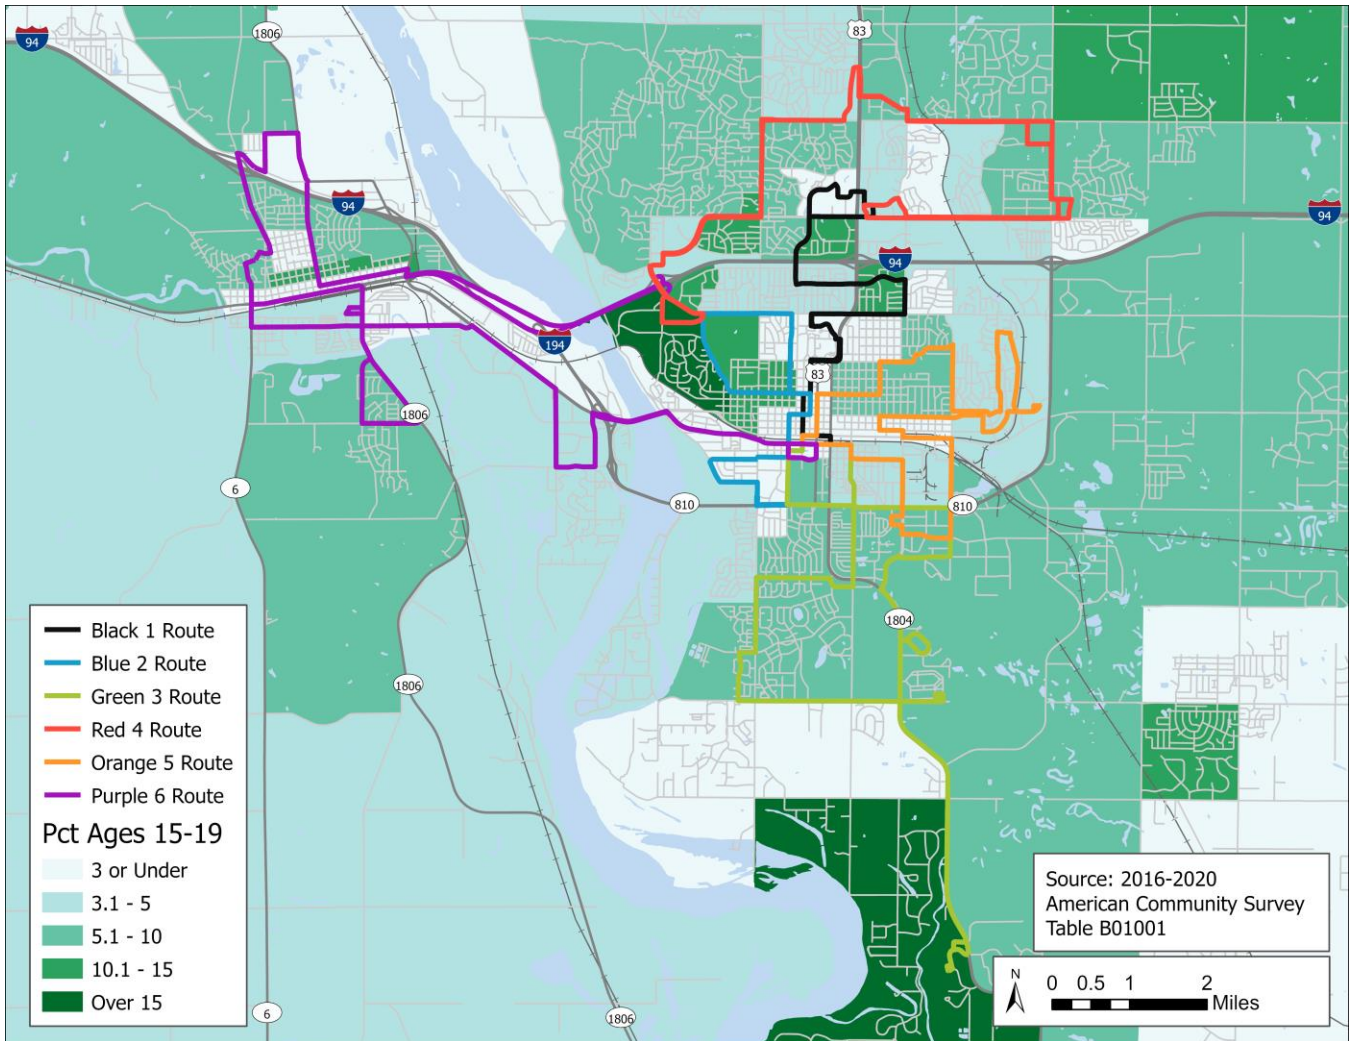 94
1806
83
94
94
94
194
83
1806
6
810
810
1804
1806
6
1806
Black 1 Route
Blue 2 Route
Green 3 Route
Red 4 Route
Orange 5 Route
Purple 6 Route
Pct Ages 15-19
3 or Under
3.1 - 5
5.1 - 10
10.1 - 15
Over 15
Source: 2016-2020
American Community Survey
Table B01001
N
0 0.5 1 2
Miles